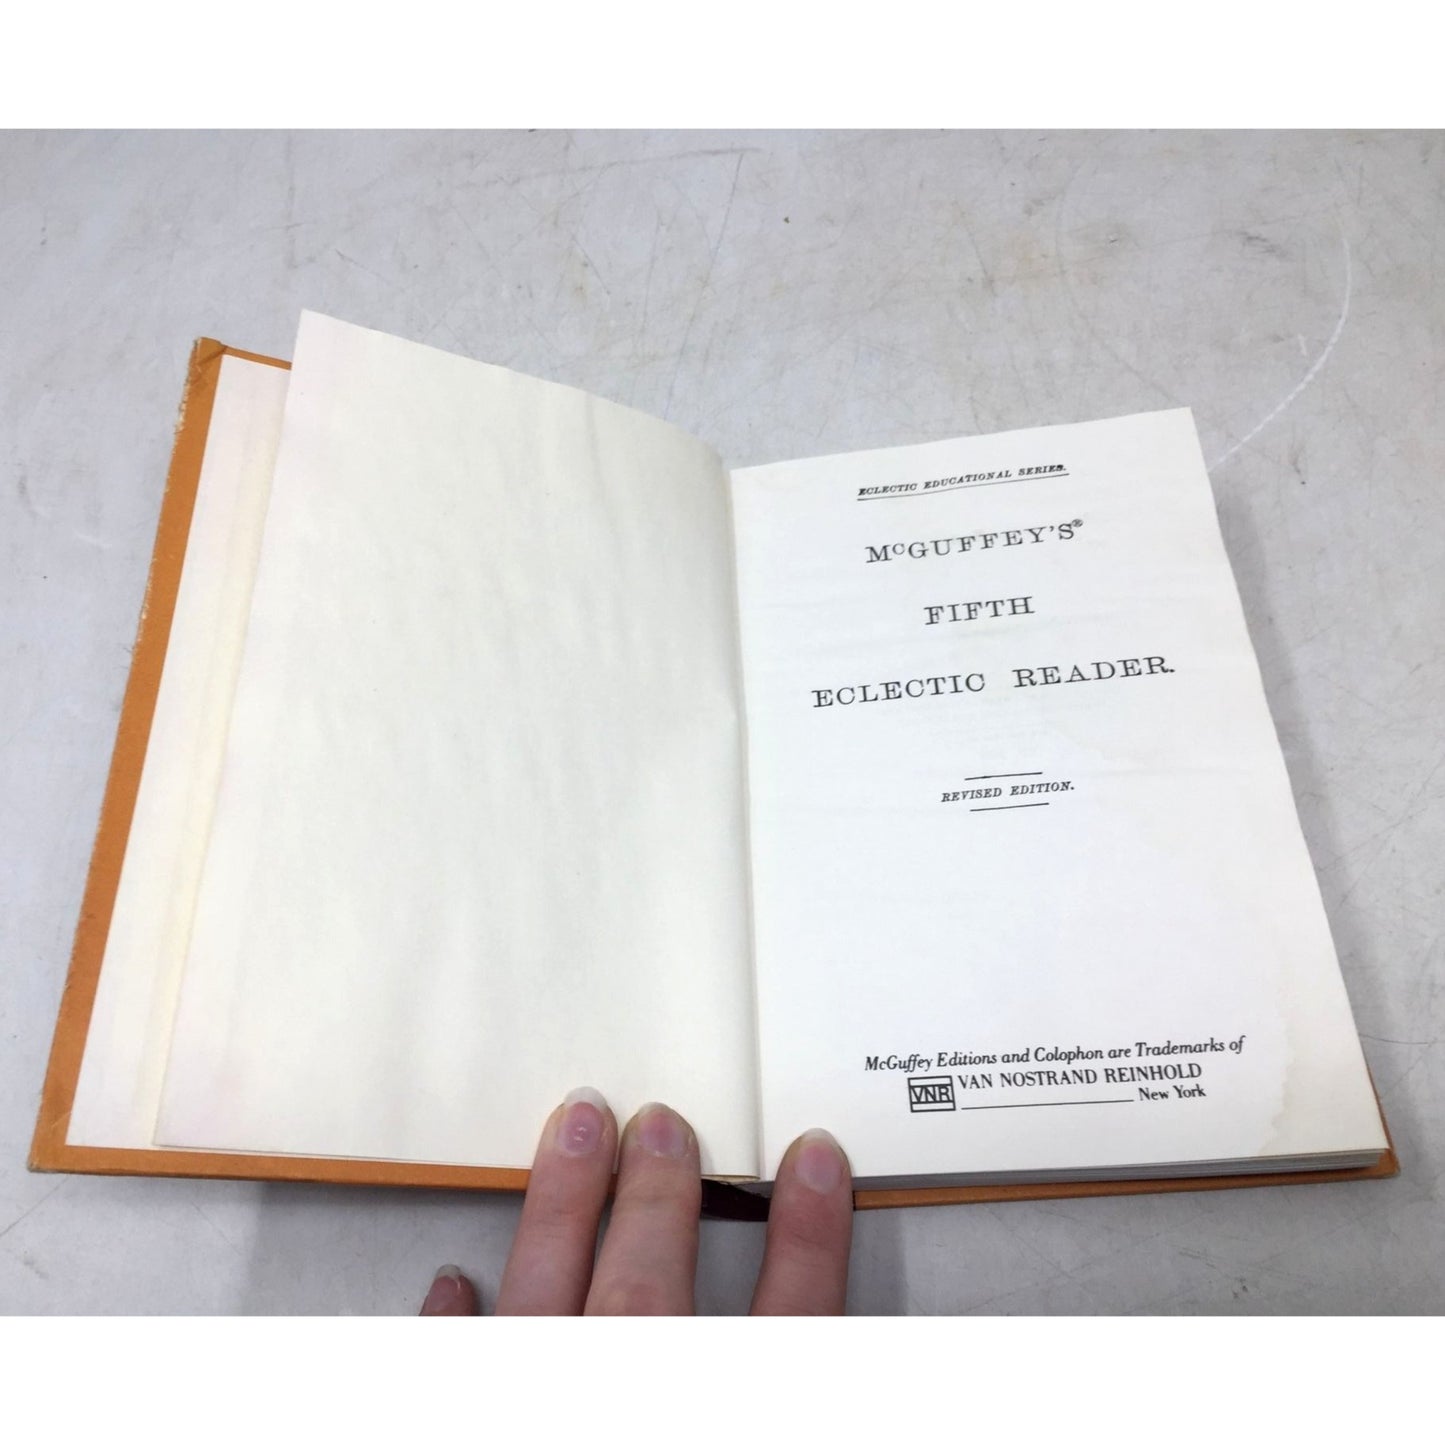 ECLECTIC EDUCATIONAL SERIES.
McGUFFEY'S®
FIFTH
ECLECTIC READER.
REVISED EDITION.
McGuffey Editions and Colophon are Trademarks of
VNR VAN NOSTRAND REINHOLD
New York